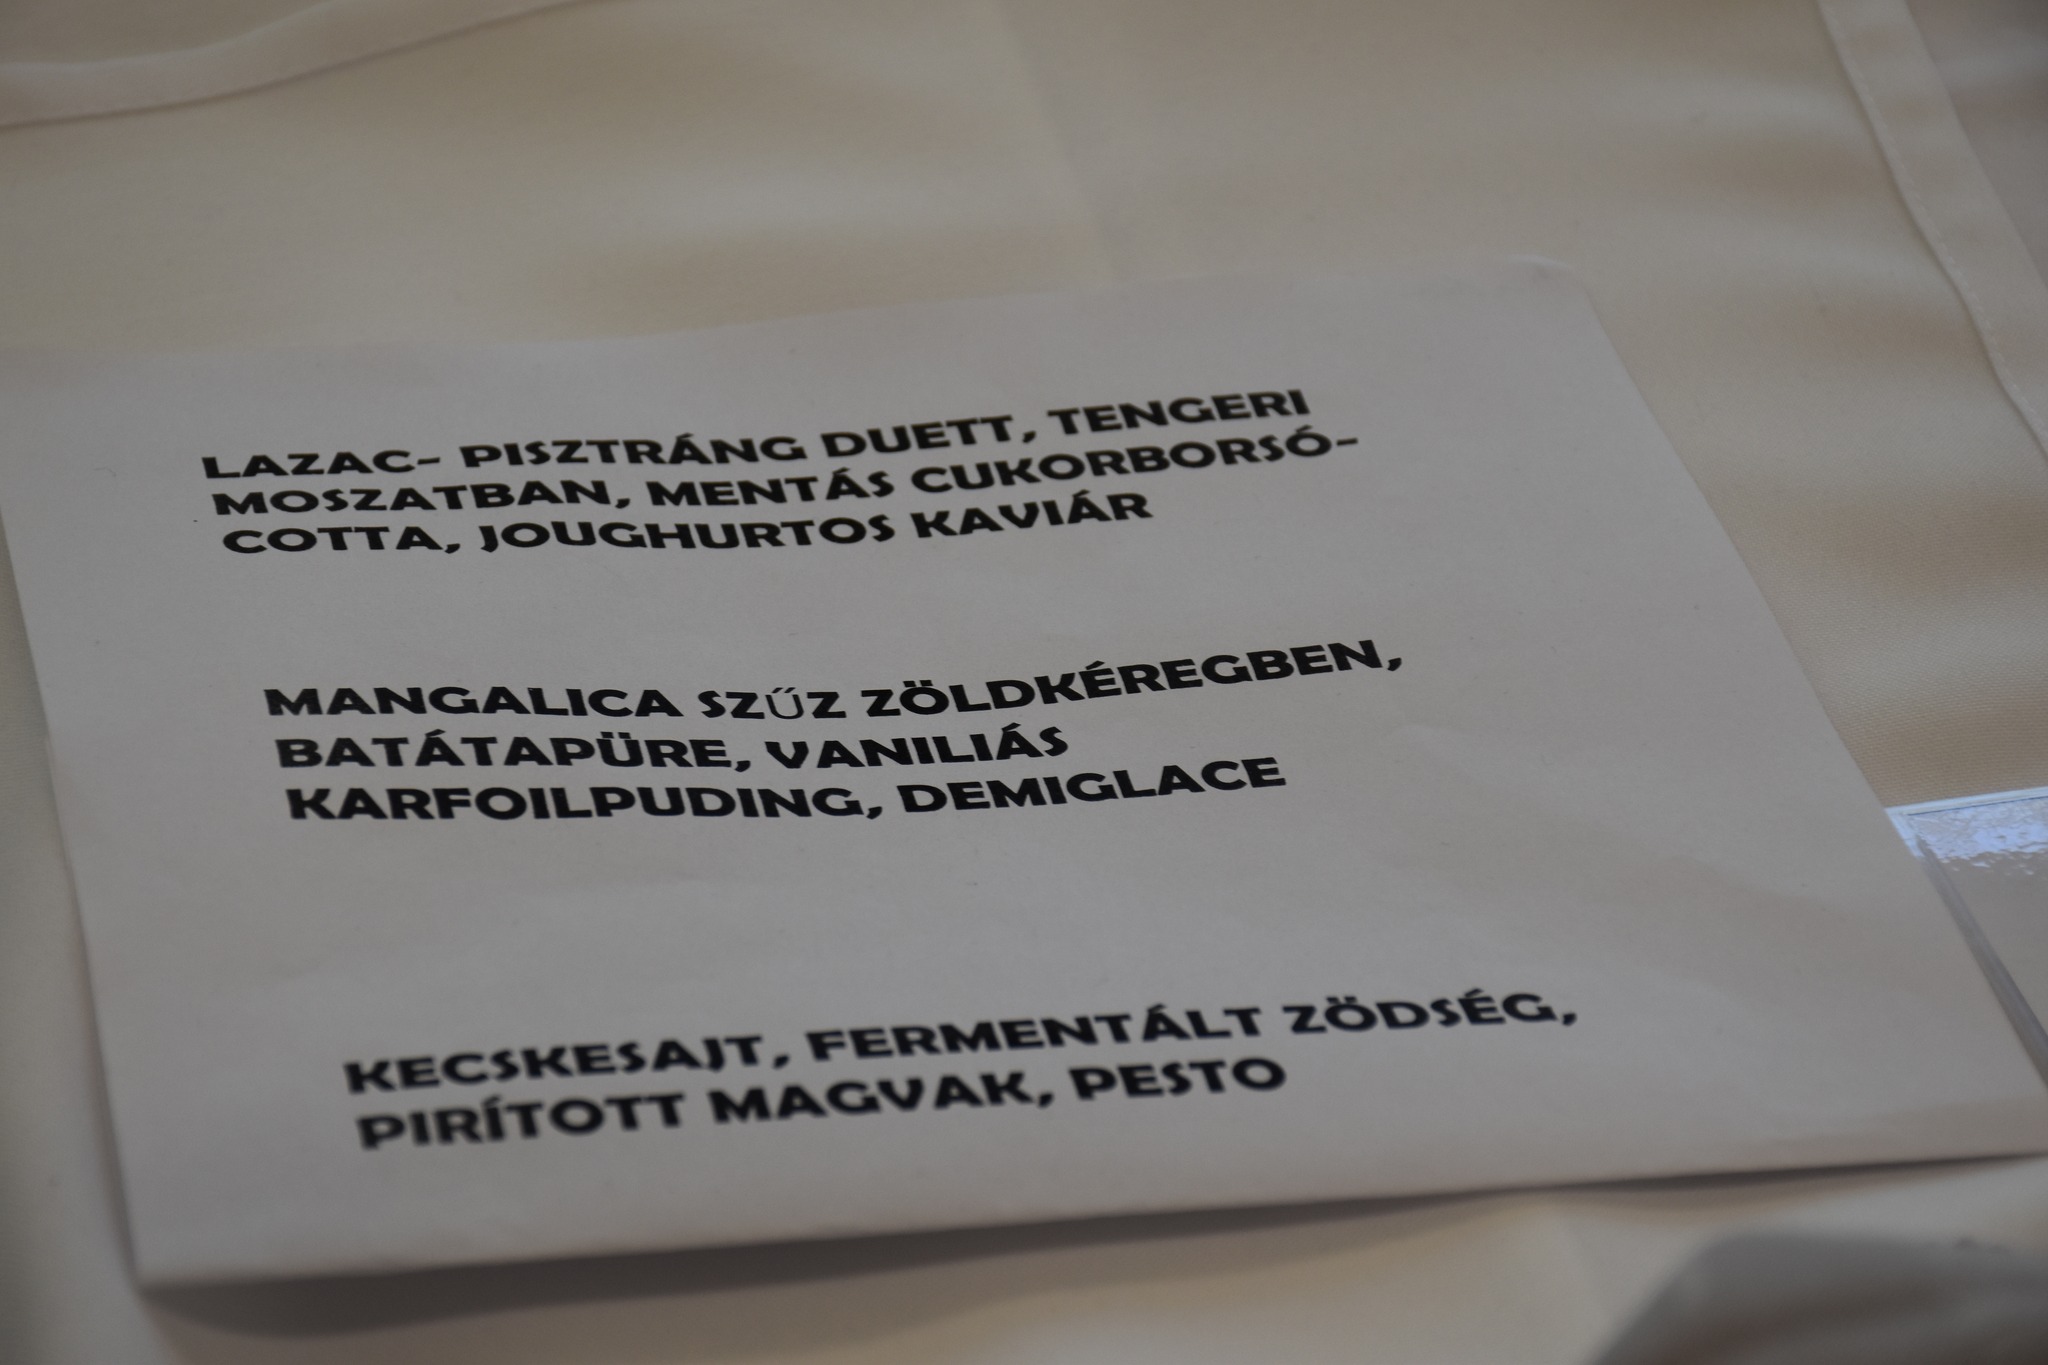 LAZAC- PISZTRÁNG DUETT, TENGERI
MOSZATBAN, MENTÁS CUKORBORSÓ-
COTTA, JOUGHURTOS KAVIÁR
MANGALICA SZŰZ ZÖLDKÉREGBEN,
BATÁTAPÜRE, VANILIÁS
KARFOILPUDING, DEMIGLACE
KECSKESAJT, FERMENTÁLT ZÖDSÉG,
PIRÍTOTT MAGVAK, PESTO